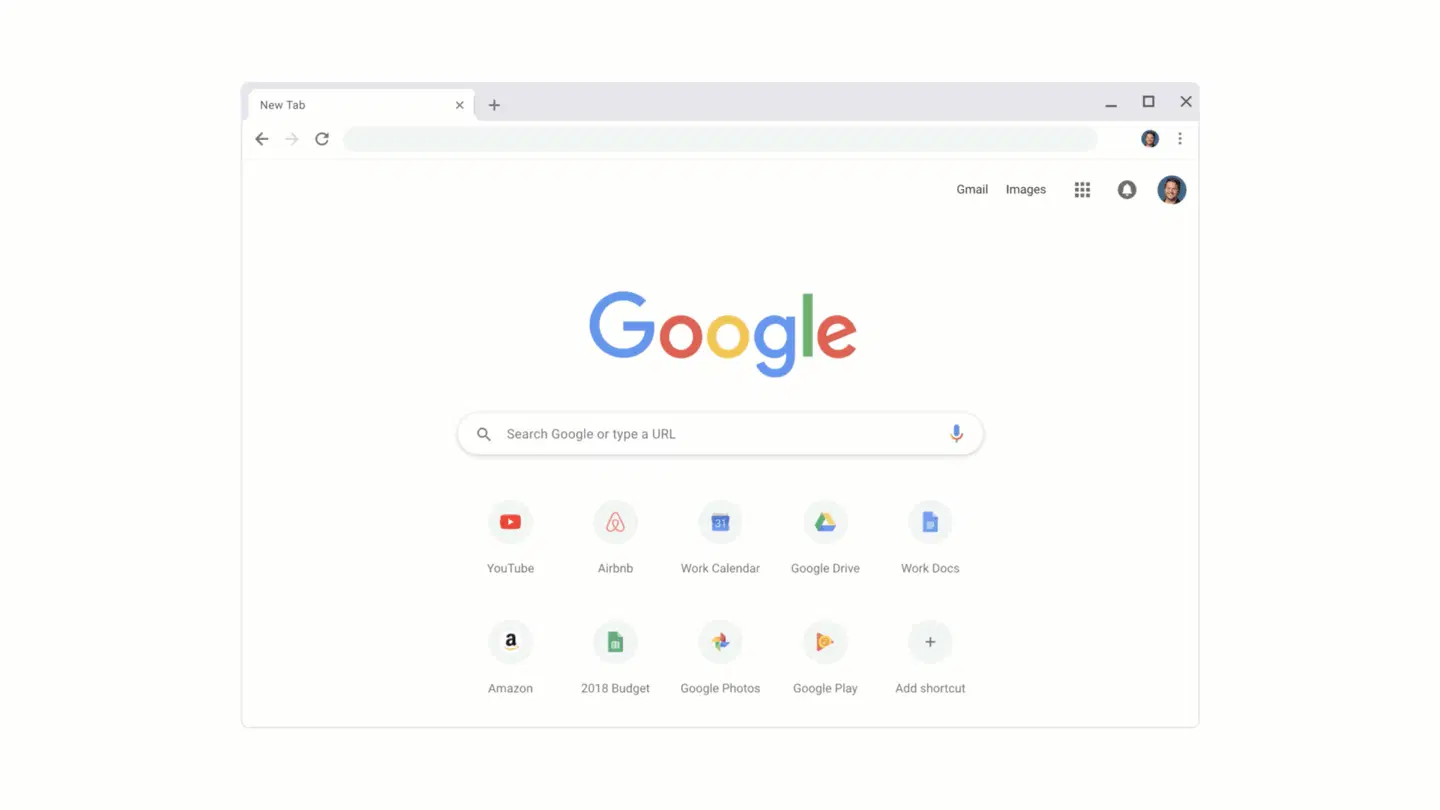 New Tab
Gmail Images
Google
Search Google or type a URL
31
YouTube Airbnb Work Calendar Google Drive Work Docs
a
Amazon 2018 Budget Google Photos Google Play Add shortcut